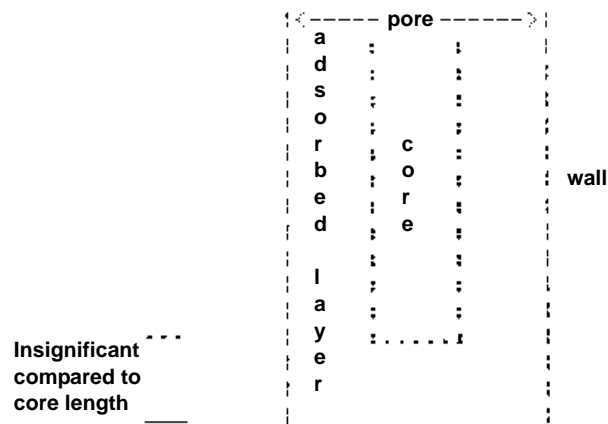 pore
adsorbed layer
core
wall
Insignificant
compared to
core length